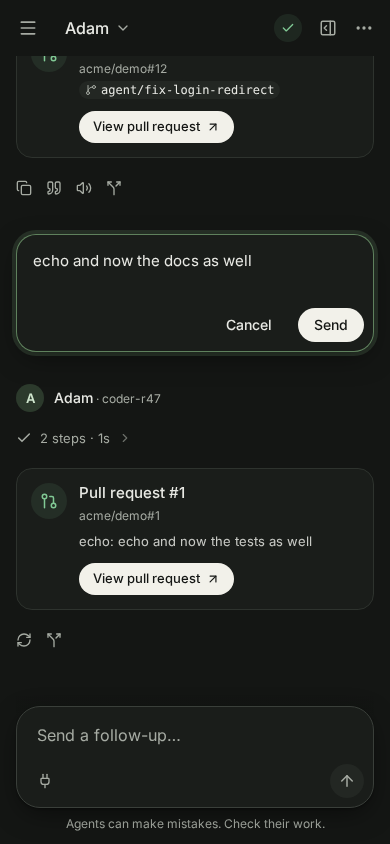 Adam
acme/demo#12
agent/fix-login-redirect
View pull request
echo and now the docs as well
Cancel
Send
A
Adam · coder-r47
2 steps · 1s
Pull request #1
acme/demo#1
echo: echo and now the tests as well
View pull request
Send a follow-up...
Agents can make mistakes. Check their work.